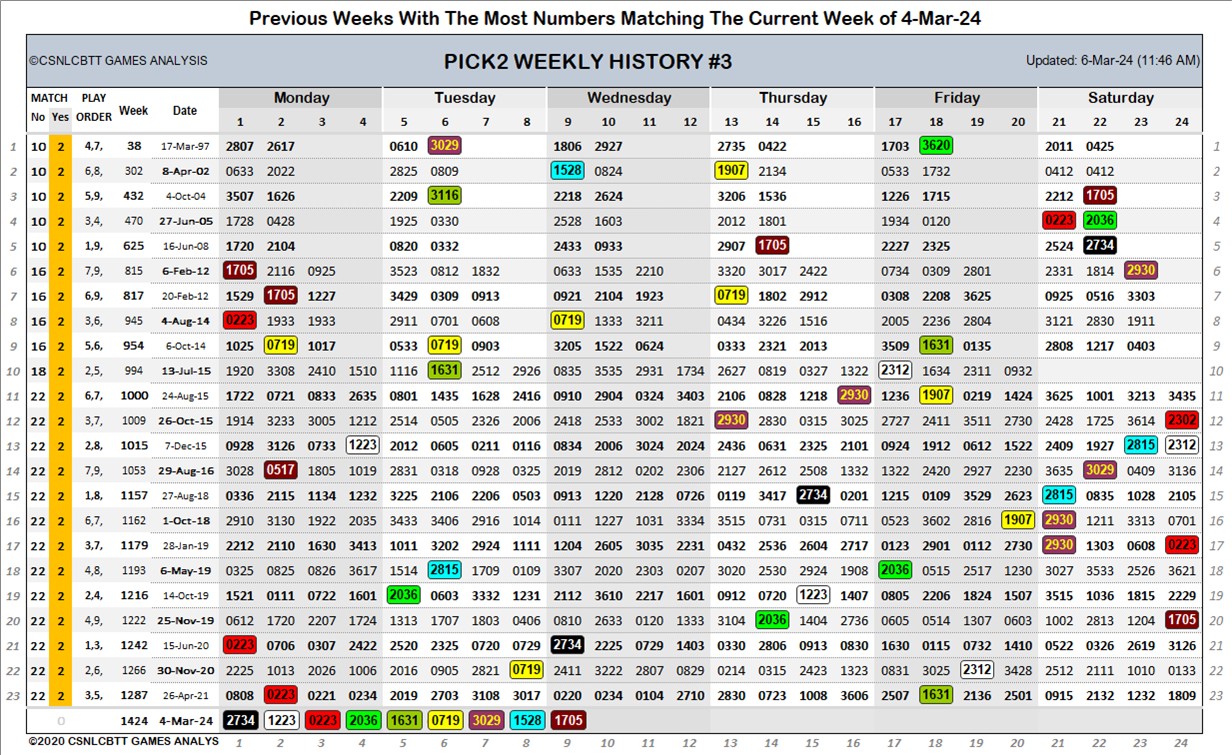 Previous Weeks With The Most Numbers Matching The Current Week of 4-Mar-24
©CSNLCBTT GAMES ANALYSIS PICK2 WEEKLY HISTORY #3 Updated: 6-Mar-24 (11:46 AM)
MATCH PLAY Week Date Monday Tuesday Wednesday Thursday Friday Saturday
No Yes ORDER 1 2 3 4 5 6 7 8 9 10 11 12 13 14 15 16 17 18 19 20 21 22 23 24
1 10 2 4,7, 38 17-Mar-97 2807 2617 0610 3029 1806 2927 2735 0422 1703 3620 2011 0425 1
2 10 2 6,8, 302 8-Apr-02 0633 2022 2825 0809 1528 0824 1907 2134 0533 1732 0412 0412 2
3 10 2 5,9, 432 4-Oct-04 3507 1626 2209 3116 2218 2624 3206 1536 1226 1715 2212 1705 3
4 10 2 3,4, 470 27-Jun-05 1728 0428 1925 0330 2528 1603 2012 1801 1934 0120 0223 2036 4
5 10 2 1,9, 625 16-Jun-08 1720 2104 0820 0332 2433 0933 2907 1705 2227 2325 2524 2734 5
6 16 2 7,9, 815 6-Feb-12 1705 2116 0925 3523 0812 1832 0633 1535 2210 3320 3017 2422 0734 0309 2801 2331 1814 2930 6
7 16 2 6,9, 817 20-Feb-12 1529 1705 1227 3429 0309 0913 0921 2104 1923 0719 1802 2912 0308 2208 3625 0925 0516 3303 7
8 16 2 3,6, 945 4-Aug-14 0223 1933 1933 2911 0701 0608 0719 1333 3211 0434 3226 1516 2005 2236 2804 3121 2830 1911 8
9 16 2 5,6, 954 6-Oct-14 1025 0719 1017 0533 0719 0903 3205 1522 0624 0333 2321 2013 3509 1631 0135 2808 1217 0403 9
10 18 2 2,5, 994 13-Jul-15 1920 3308 2410 1510 1116 1631 2512 2926 0835 3535 2931 1734 2627 0819 0327 1322 2312 1634 2311 0932 10
11 22 2 6,7, 1000 24-Aug-15 1722 0721 0833 2635 0801 1435 1628 2416 0910 2904 0324 3403 2106 0828 1218 2930 1236 1907 0219 1424 3625 1001 3213 3435 11
12 22 2 3,7, 1009 26-Oct-15 1914 3233 3005 1212 2514 0505 0726 2006 2418 2533 3002 1821 2930 2830 0315 3025 2727 2411 3511 2730 2428 1725 3614 2302 12
13 22 2 2,8, 1015 7-Dec-15 0928 3126 0733 1223 2012 0605 2211 0116 0834 2006 3024 2024 2436 0631 2325 2101 0924 1912 0612 1522 2409 1927 2815 2312 13
14 22 2 7,9, 1053 29-Aug-16 3028 0517 1805 1019 2831 0318 0928 0325 2019 2812 0202 2306 2127 2612 2508 1332 1322 2420 2927 2230 3635 3029 0409 3136 14
15 22 2 1,8, 1157 27-Aug-18 0336 2115 1134 1232 3225 2106 2206 0503 0913 1220 2128 0726 0119 3417 2734 0201 1215 0109 3529 2623 2815 0835 1028 2105 15
16 22 2 6,7, 1162 1-Oct-18 2910 3130 1922 2035 3433 3406 2916 1014 0111 1227 1031 3334 3515 0731 0315 0711 0523 3602 2816 1907 2930 1211 3313 0701 16
17 22 2 3,7, 1179 28-Jan-19 2212 2110 1630 3413 1011 3202 2924 1111 1204 2605 3035 2231 0432 2536 2604 2717 0123 2901 0112 2730 2930 1303 0608 0223 17
18 22 2 4,8, 1193 6-May-19 0325 0825 0826 3617 1514 2815 1709 0109 3307 2020 2303 0207 3020 2530 2924 1908 2036 0515 2517 1230 3027 3533 2226 3621 18
19 22 2 2,4, 1216 14-Oct-19 1521 0111 0722 1601 2036 0603 3332 1231 2112 3610 2217 1601 0912 0720 1223 1407 0805 2206 1824 1507 3515 1036 1815 2229 19
20 22 2 4,9, 1222 25-Nov-19 0612 1720 2207 1724 1313 1707 0521 0406 0810 2633 0120 1333 3104 2036 1404 2736 0605 0514 1307 0603 1002 2813 1204 1705 20
21 22 2 1,3, 1242 15-Jun-20 0223 0706 0307 2422 2520 2325 0720 0729 2734 2225 0729 1403 0330 2806 0913 0830 1630 0115 0732 1410 0522 0326 2619 3126 21
22 22 2 2,6, 1266 30-Nov-20 2225 1013 2026 1006 2016 0905 2821 0719 2411 3222 2807 0829 0214 0315 2423 1323 0831 3025 2312 3428 2512 2111 1010 0133 22
23 22 2 3,5, 1287 26-Apr-21 0808 0223 0221 0234 2019 2703 3108 3017 0220 0234 0104 2710 2830 0723 1008 3606 2507 1631 2136 2501 0915 2132 1232 1809 23
0 1424 4-Mar-24 2734 1223 0223 2036 1631 0719 3029 1528 1705
©2020 CSNLCBTT GAMES ANALYS 1 2 3 4 5 6 7 8 9 10 11 12 13 14 15 16 17 18 19 20 21 22 23 24